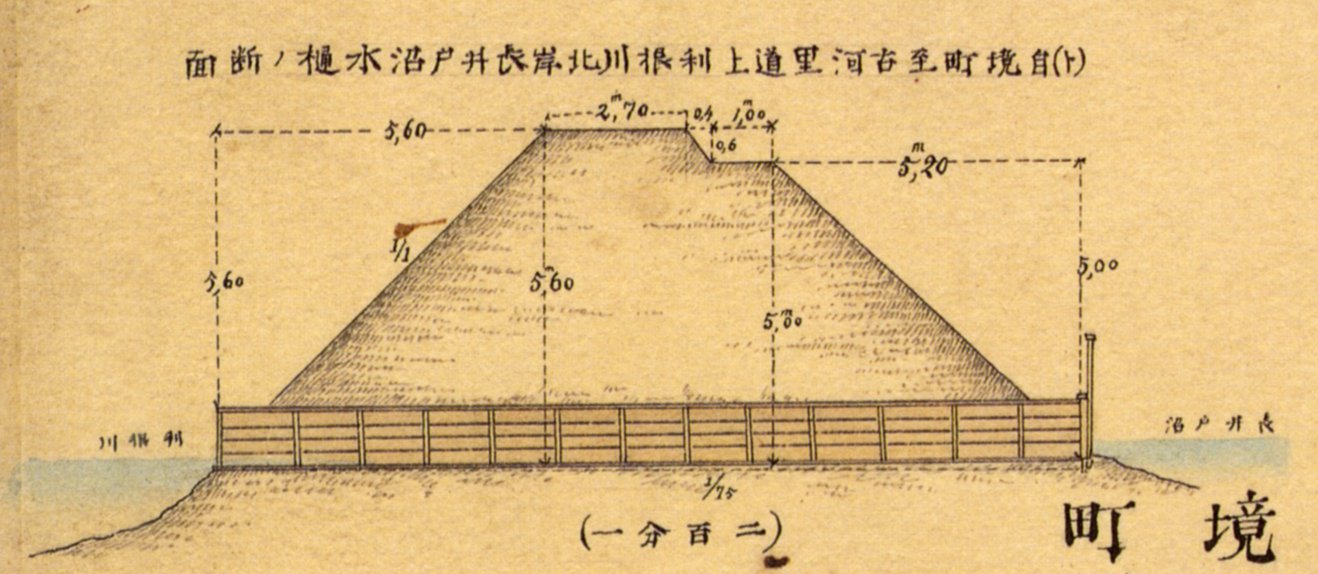 (ト)自境町至古河里道上利根川北岸長井戸沼水樋ノ断面
5,60
2,70 m
0,4
1,00 m
0,6
5,20 m
1/1
5,60
5,60 m
5,00 m
5,00
利根川
長井戸沼
1/75
(二百分一)
境町